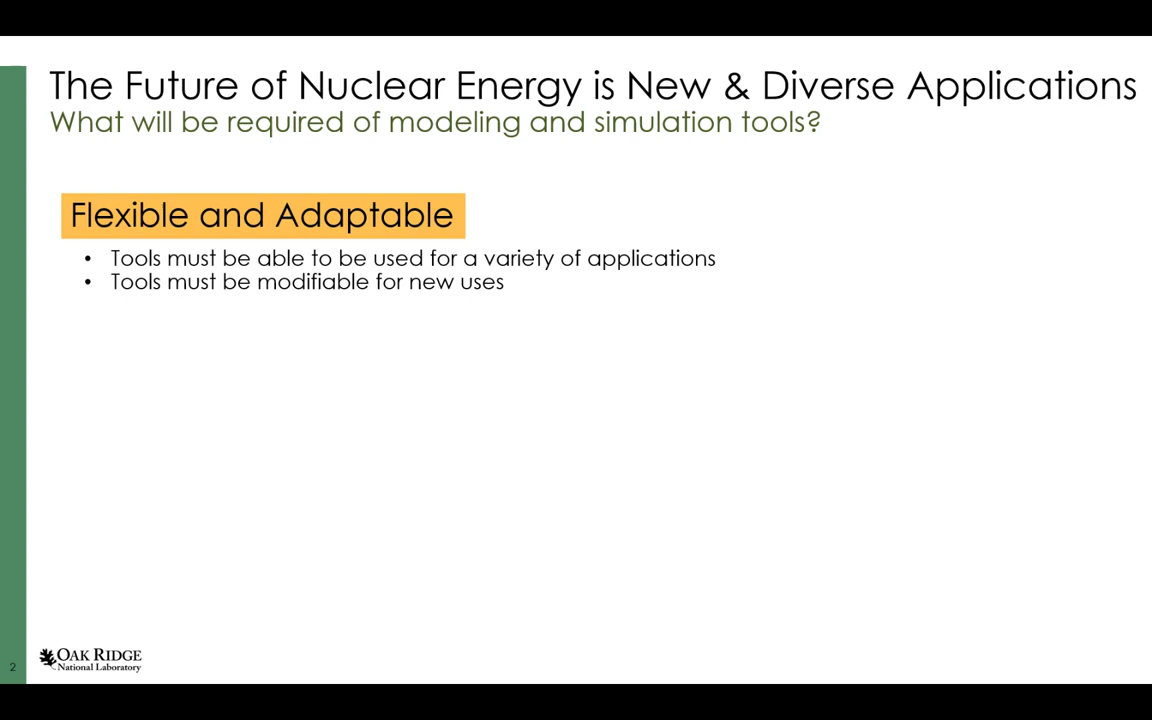 The Future of Nuclear Energy is New & Diverse Applications
What will be required of modeling and simulation tools?
Flexible and Adaptable
• Tools must be able to be used for a variety of applications
• Tools must be modifiable for new uses
2
OAK RIDGE
National Laboratory